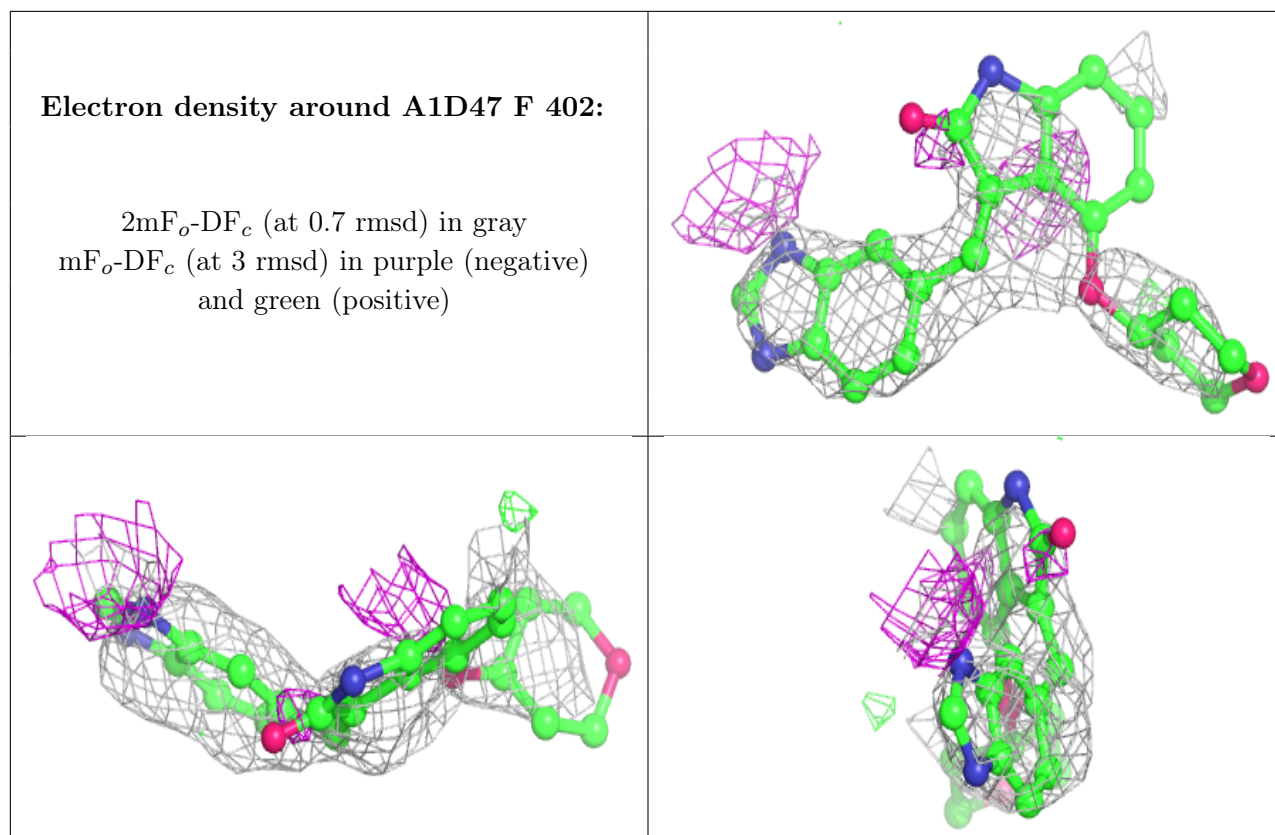 Electron density around A1D47 F 402:
2mFo-DFc (at 0.7 rmsd) in gray
mFo-DFc (at 3 rmsd) in purple (negative)
and green (positive)